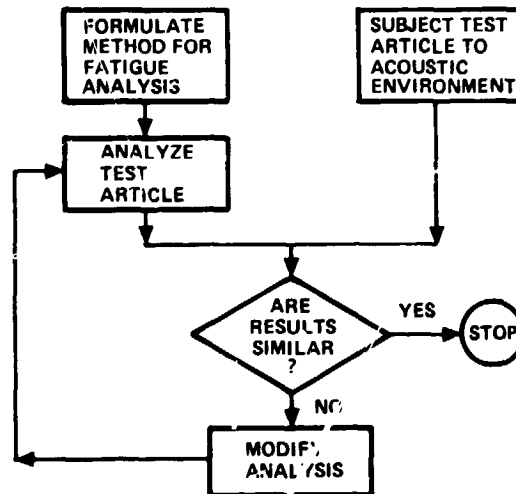 FORMULATE
METHOD FOR
FATIGUE
ANALYSIS
SUBJECT TEST
ARTICLE TO
ACOUSTIC
ENVIRONMENT
ANALYZE
TEST
ARTICLE
ARE
RESULTS
SIMILAR
?
YES
STOP
NO
MODIFY
ANALYSIS